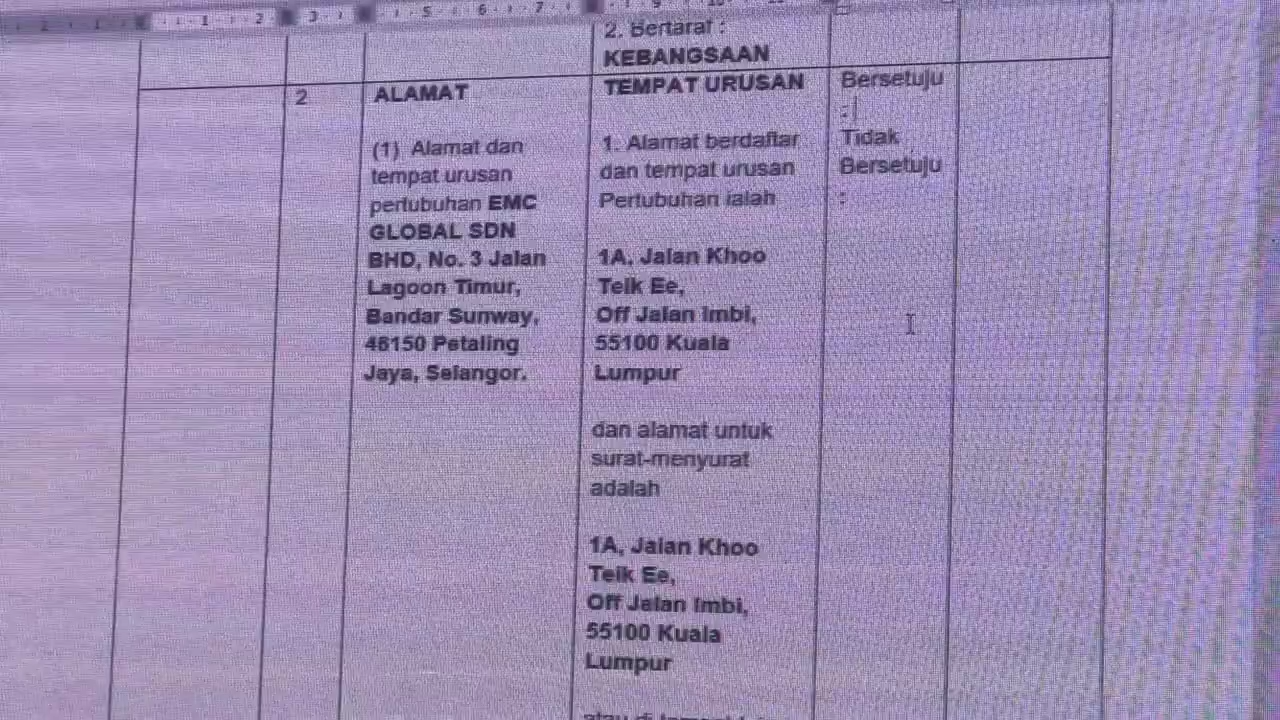 2. Bertaraf :
KEBANGSAAN
2
ALAMAT
(1) Alamat dan
tempat urusan
pertubuhan EMC
GLOBAL SDN
BHD, No. 3 Jalan
Lagoon Timur,
Bandar Sunway,
46150 Petaling
Jaya, Selangor.
TEMPAT URUSAN
1. Alamat berdaftar
dan tempat urusan
Pertubuhan ialah
1A, Jalan Khoo
Teik Ee,
Off Jalan Imbi,
55100 Kuala
Lumpur
dan alamat untuk
surat-menyurat
adalah
1A, Jalan Khoo
Teik Ee,
Off Jalan Imbi,
55100 Kuala
Lumpur
Bersetuju
:
Tidak
Bersetuju
: